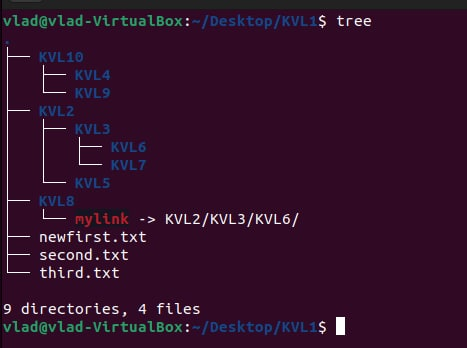 vlad@vlad-VirtualBox:~/Desktop/KVL1$ tree
.
├── KVL10
│   ├── KVL4
│   └── KVL9
├── KVL2
│   ├── KVL3
│   │   ├── KVL6
│   │   └── KVL7
│   └── KVL5
├── KVL8
│   └── mylink -> KVL2/KVL3/KVL6/
├── newfirst.txt
├── second.txt
└── third.txt
9 directories, 4 files
vlad@vlad-VirtualBox:~/Desktop/KVL1$